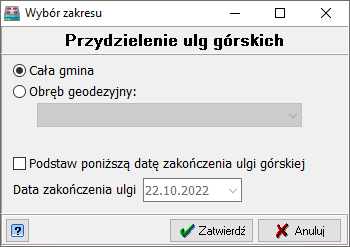 Wybór zakresu
Przydzielenie ulg górskich
Cała gmina
Obręb geodezyjny:
Podstaw poniższą datę zakończenia ulgi górskiej
Data zakończenia ulgi 22.10.2022
? Zatwierdź Anuluj